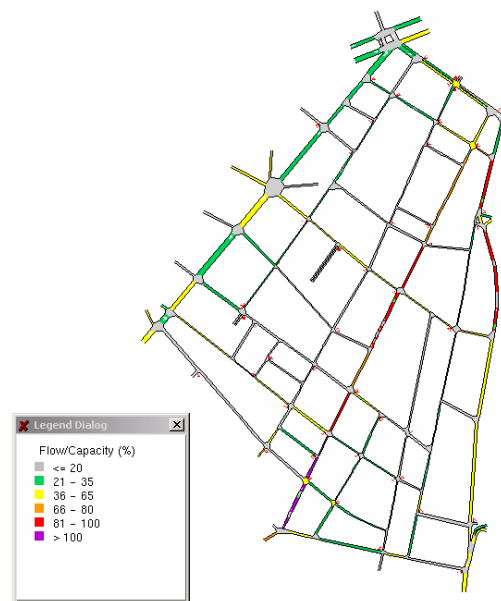 Legend Dialog
Flow/Capacity (%)
<= 20
21 - 35
36 - 65
66 - 80
81 - 100
> 100